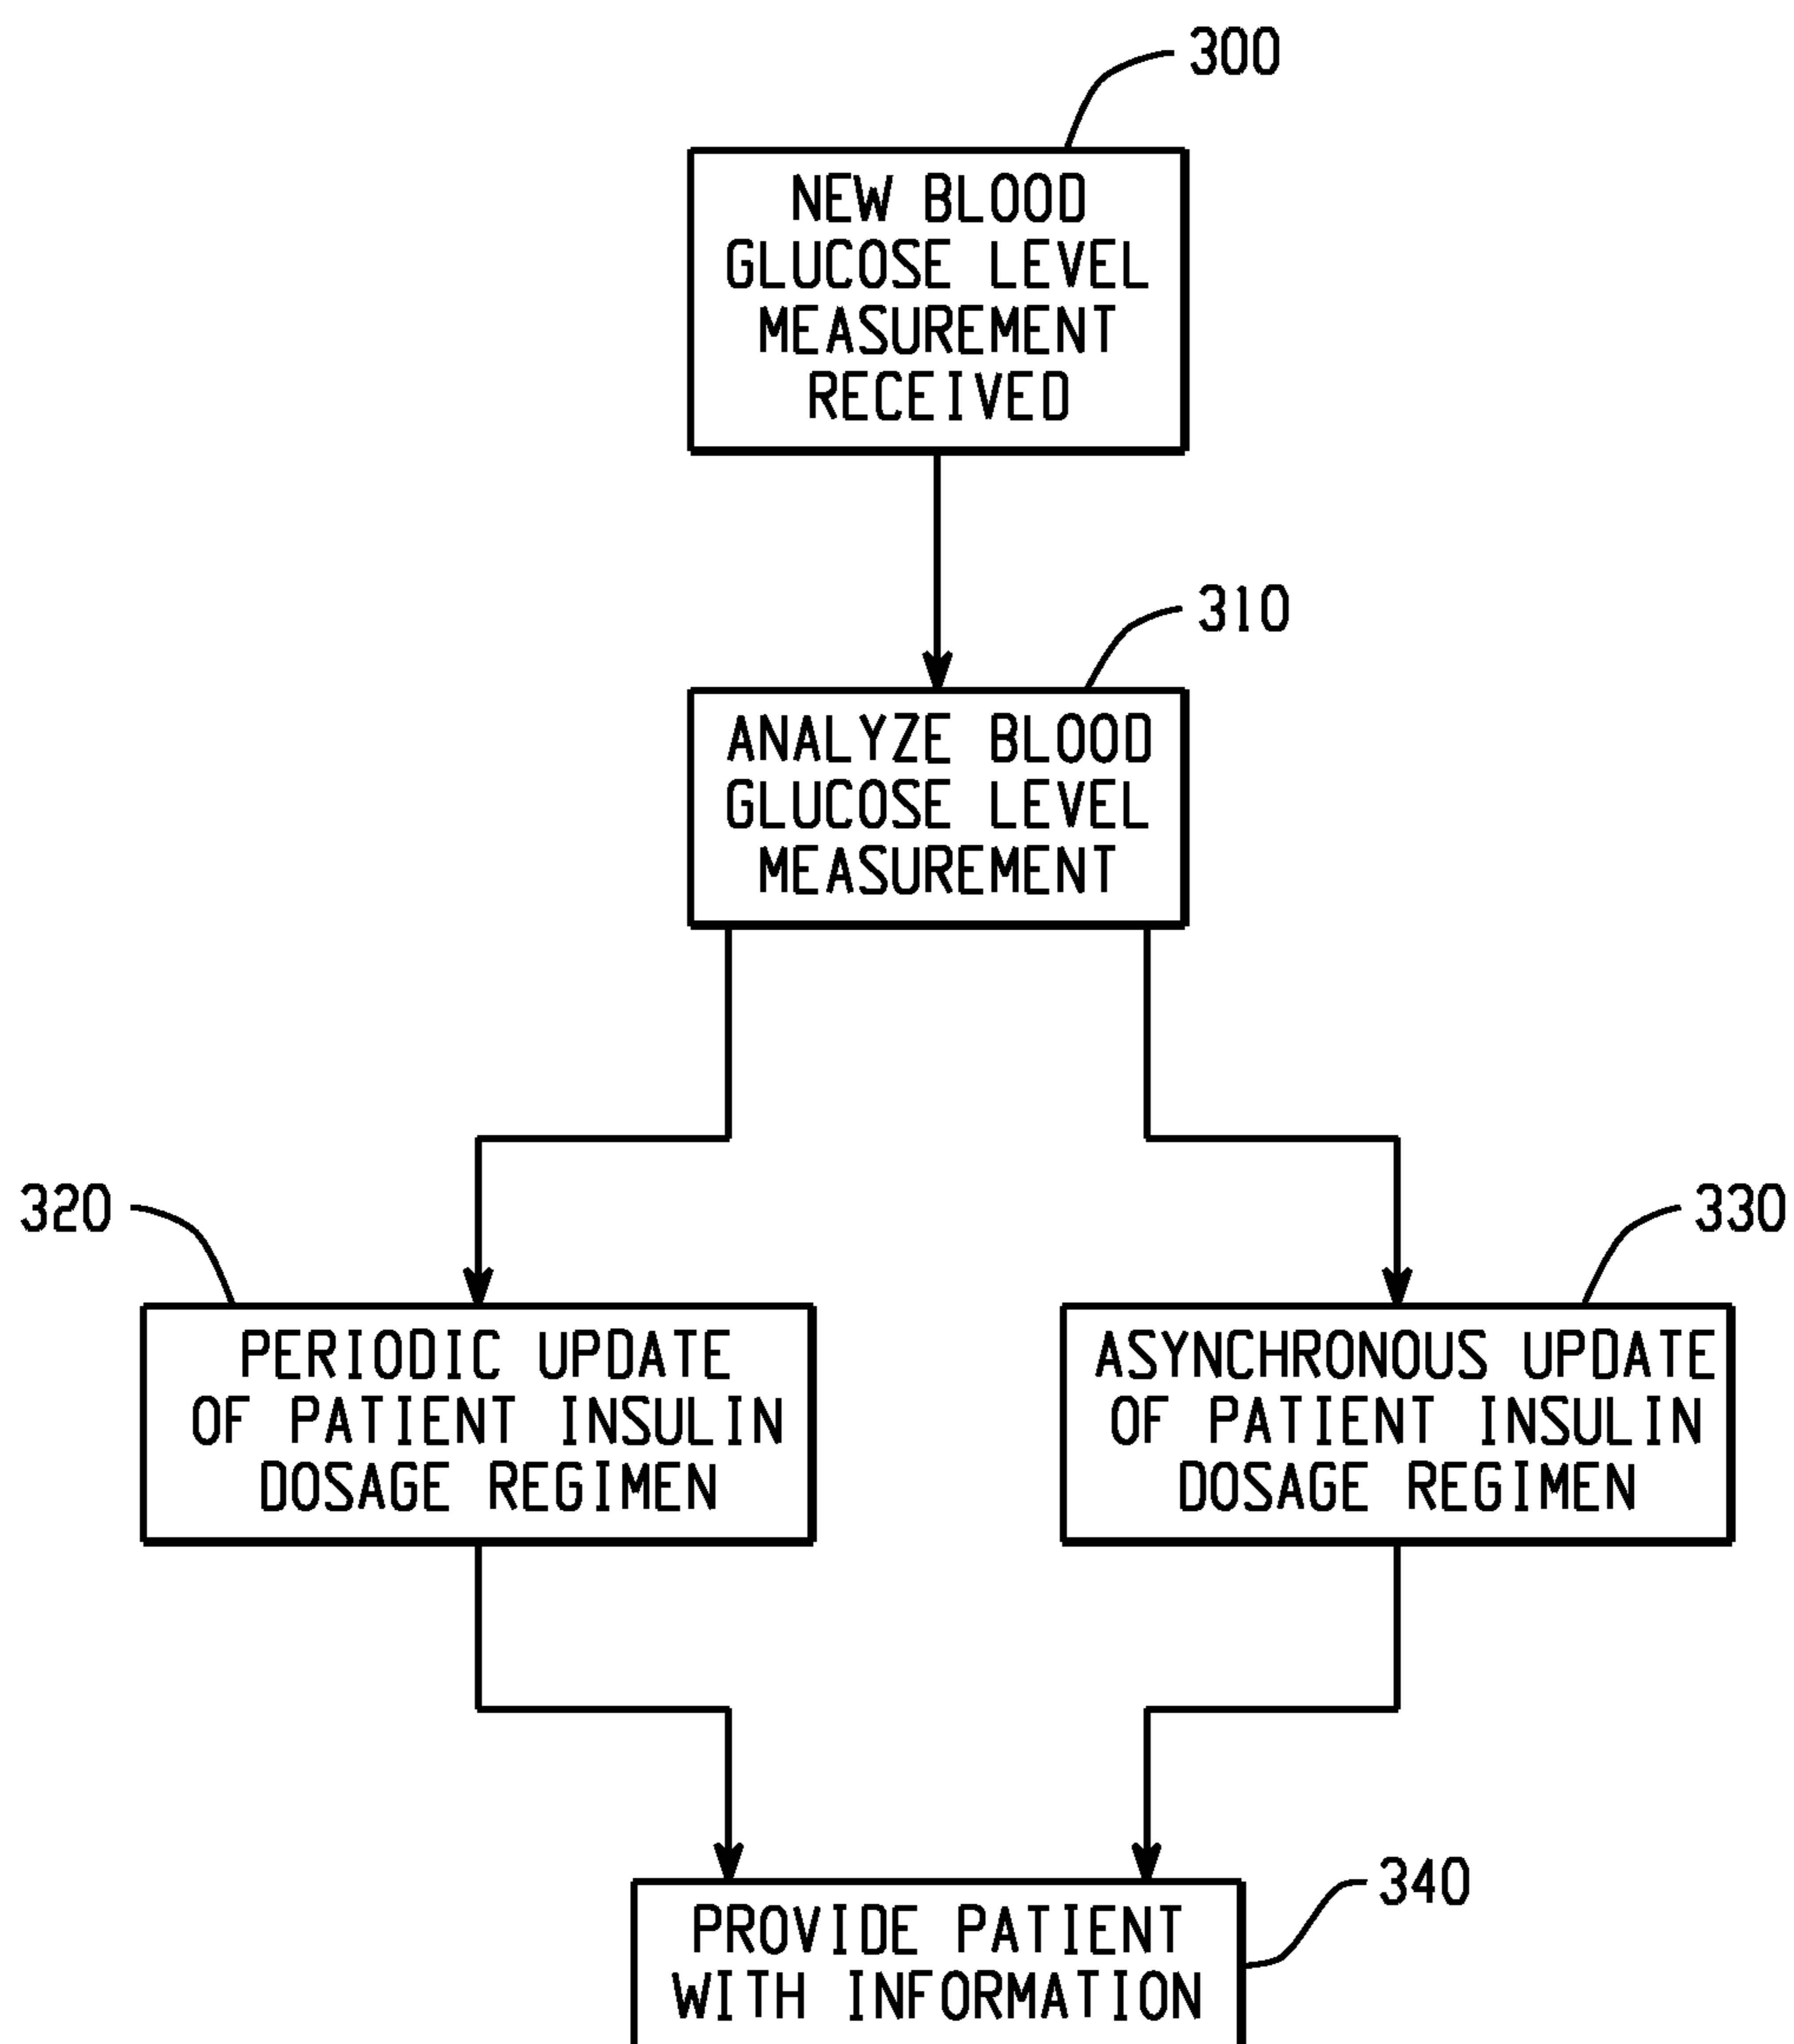 300
NEW BLOOD
GLUCOSE LEVEL
MEASUREMENT
RECEIVED
310
ANALYZE BLOOD
GLUCOSE LEVEL
MEASUREMENT
320
330
PERIODIC UPDATE
OF PATIENT INSULIN
DOSAGE REGIMEN
ASYNCHRONOUS UPDATE
OF PATIENT INSULIN
DOSAGE REGIMEN
340
PROVIDE PATIENT
WITH INFORMATION